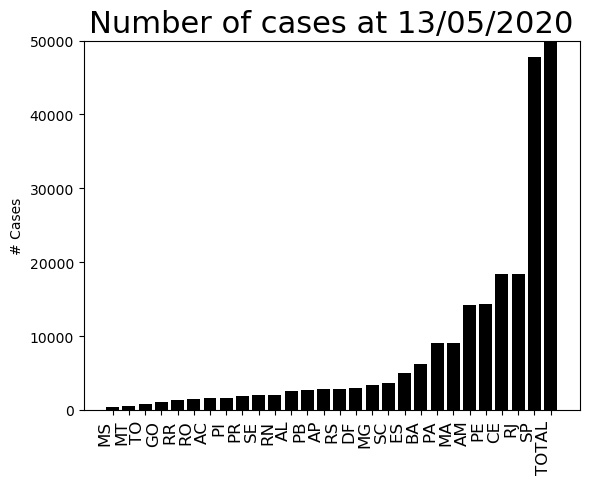 Number of cases at 13/05/2020
# Cases
50000
40000
30000
20000
10000
0
MS
MT
TO
GO
RR
RO
AC
PI
PR
SE
RN
AL
PB
AP
RS
DF
MG
SC
ES
BA
PA
MA
AM
PE
CE
RJ
SP
TOTAL